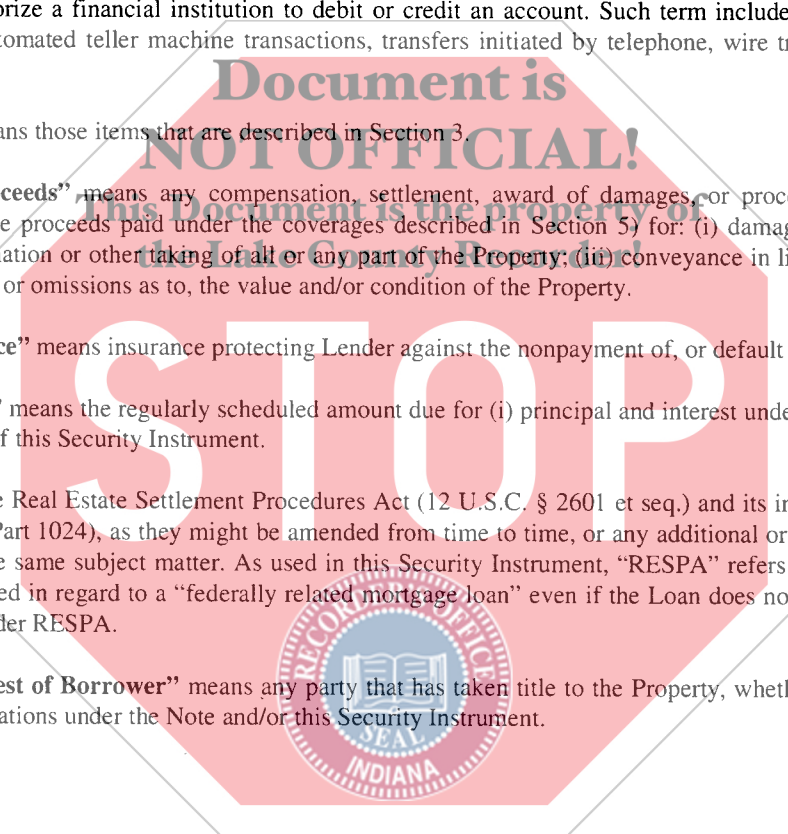 orize a financial institution to debit or credit an account. Such term include
tomated teller machine transactions, transfers initiated by telephone, wire tr
Document is
ans those items that are described in Section 3.
NOT OFFICIAL!
ceeds” means any compensation, settlement, award of damages, or proc
This Document is the property of
e proceeds paid under the coverages described in Section 5) for: (i) damag
the Lake County Recorder!
ation or other taking of all or any part of the Property; (iii) conveyance in li
or omissions as to, the value and/or condition of the Property.
ce” means insurance protecting Lender against the nonpayment of, or default
STOP
” means the regularly scheduled amount due for (i) principal and interest unde
f this Security Instrument.
e Real Estate Settlement Procedures Act (12 U.S.C. § 2601 et seq.) and its in
Part 1024), as they might be amended from time to time, or any additional or
e same subject matter. As used in this Security Instrument, “RESPA” refers
ed in regard to a “federally related mortgage loan” even if the Loan does no
der RESPA.
RECORDER'S OFFICE
est of Borrower” means any party that has taken title to the Property, wheth
ations under the Note and/or this Security Instrument.
SEAL
INDIANA